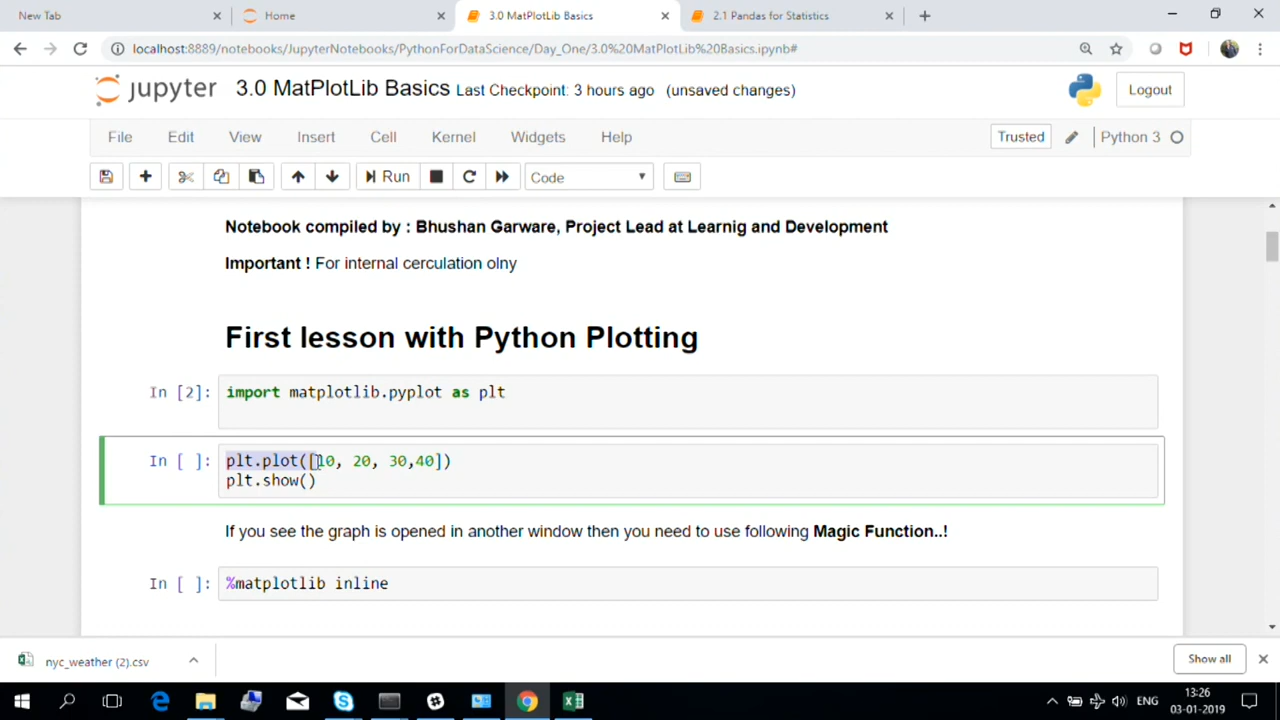 New Tab
Home
3.0 MatPlotLib Basics
2.1 Pandas for Statistics
localhost:8889/notebooks/JupyterNotebooks/PythonForDataScience/Day_One/3.0%20MatPlotLib%20Basics.ipynb#
jupyter 3.0 MatPlotLib Basics Last Checkpoint: 3 hours ago (unsaved changes)
Logout
File Edit View Insert Cell Kernel Widgets Help
Trusted
Python 3
Run
Code
Notebook compiled by : Bhushan Garware, Project Lead at Learnig and Development
Important ! For internal cerculation olny
First lesson with Python Plotting
In [2]: import matplotlib.pyplot as plt
In [ ]: plt.plot([10, 20, 30,40])
plt.show()
If you see the graph is opened in another window then you need to use following Magic Function..!
In [ ]: %matplotlib inline
nyc_weather (2).csv
Show all
ENG
13:26
03-01-2019